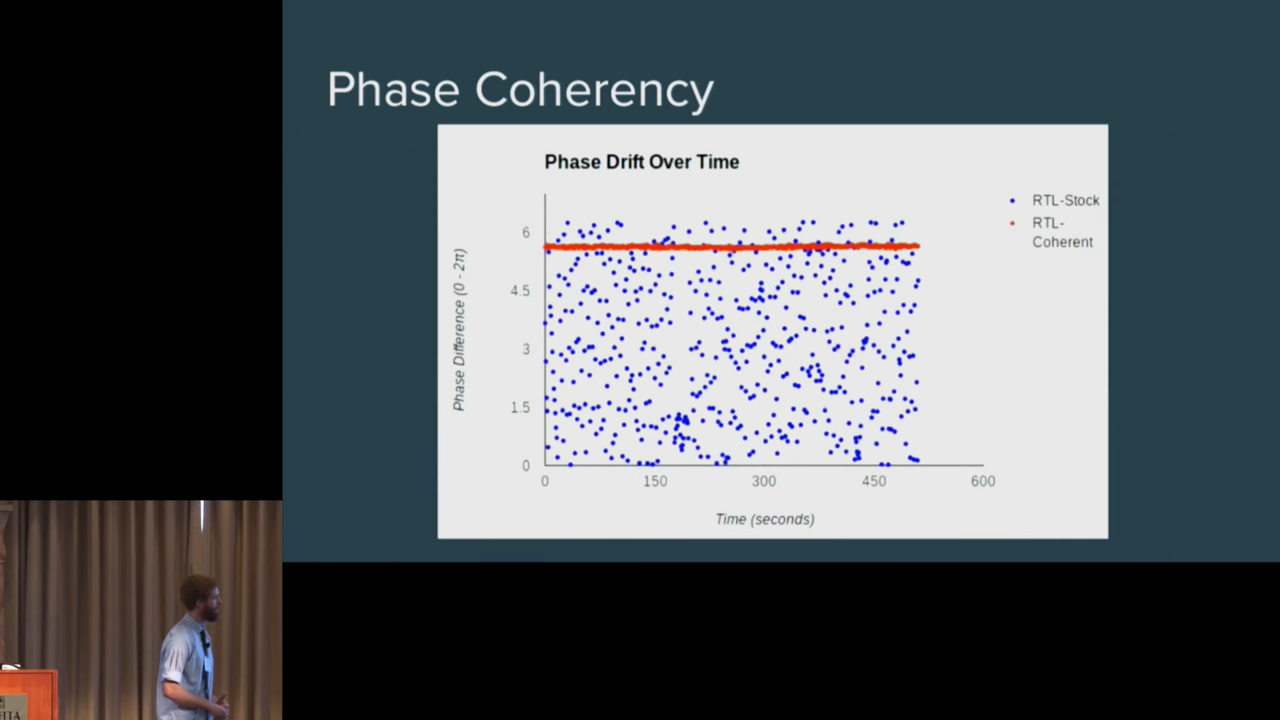 Phase Coherency
Phase Drift Over Time
RTL-Stock
RTL-
Coherent
Phase Difference (0 - 2π)
6
4.5
3
1.5
0
0 150 300 450 600
Time (seconds)